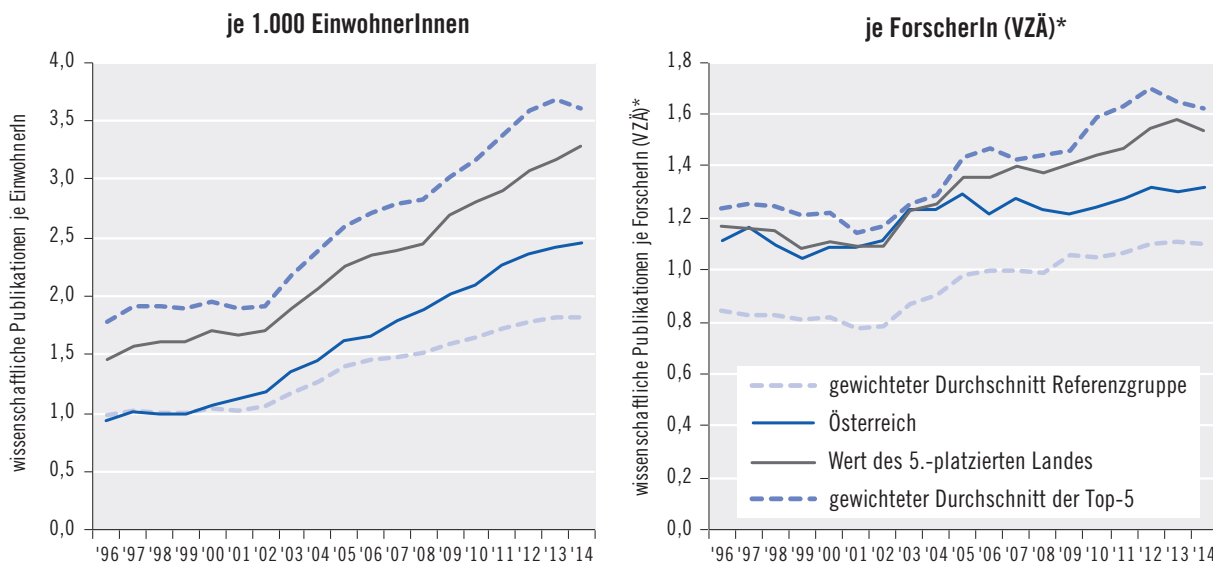 je 1.000 EinwohnerInnen
wissenschaftliche Publikationen je EinwohnerIn
4,0
3,5
3,0
2,5
2,0
1,5
1,0
0,5
0,0
'96 '97 '98 '99 '00 '01 '02 '03 '04 '05 '06 '07 '08 '09 '10 '11 '12 '13 '14
je ForscherIn (VZÄ)*
wissenschaftliche Publikationen je ForscherIn (VZÄ)*
1,8
1,6
1,4
1,2
1,0
0,8
0,6
0,4
0,2
0,0
'96 '97 '98 '99 '00 '01 '02 '03 '04 '05 '06 '07 '08 '09 '10 '11 '12 '13 '14
gewichteter Durchschnitt Referenzgruppe
Österreich
Wert des 5.-platzierten Landes
gewichteter Durchschnitt der Top-5